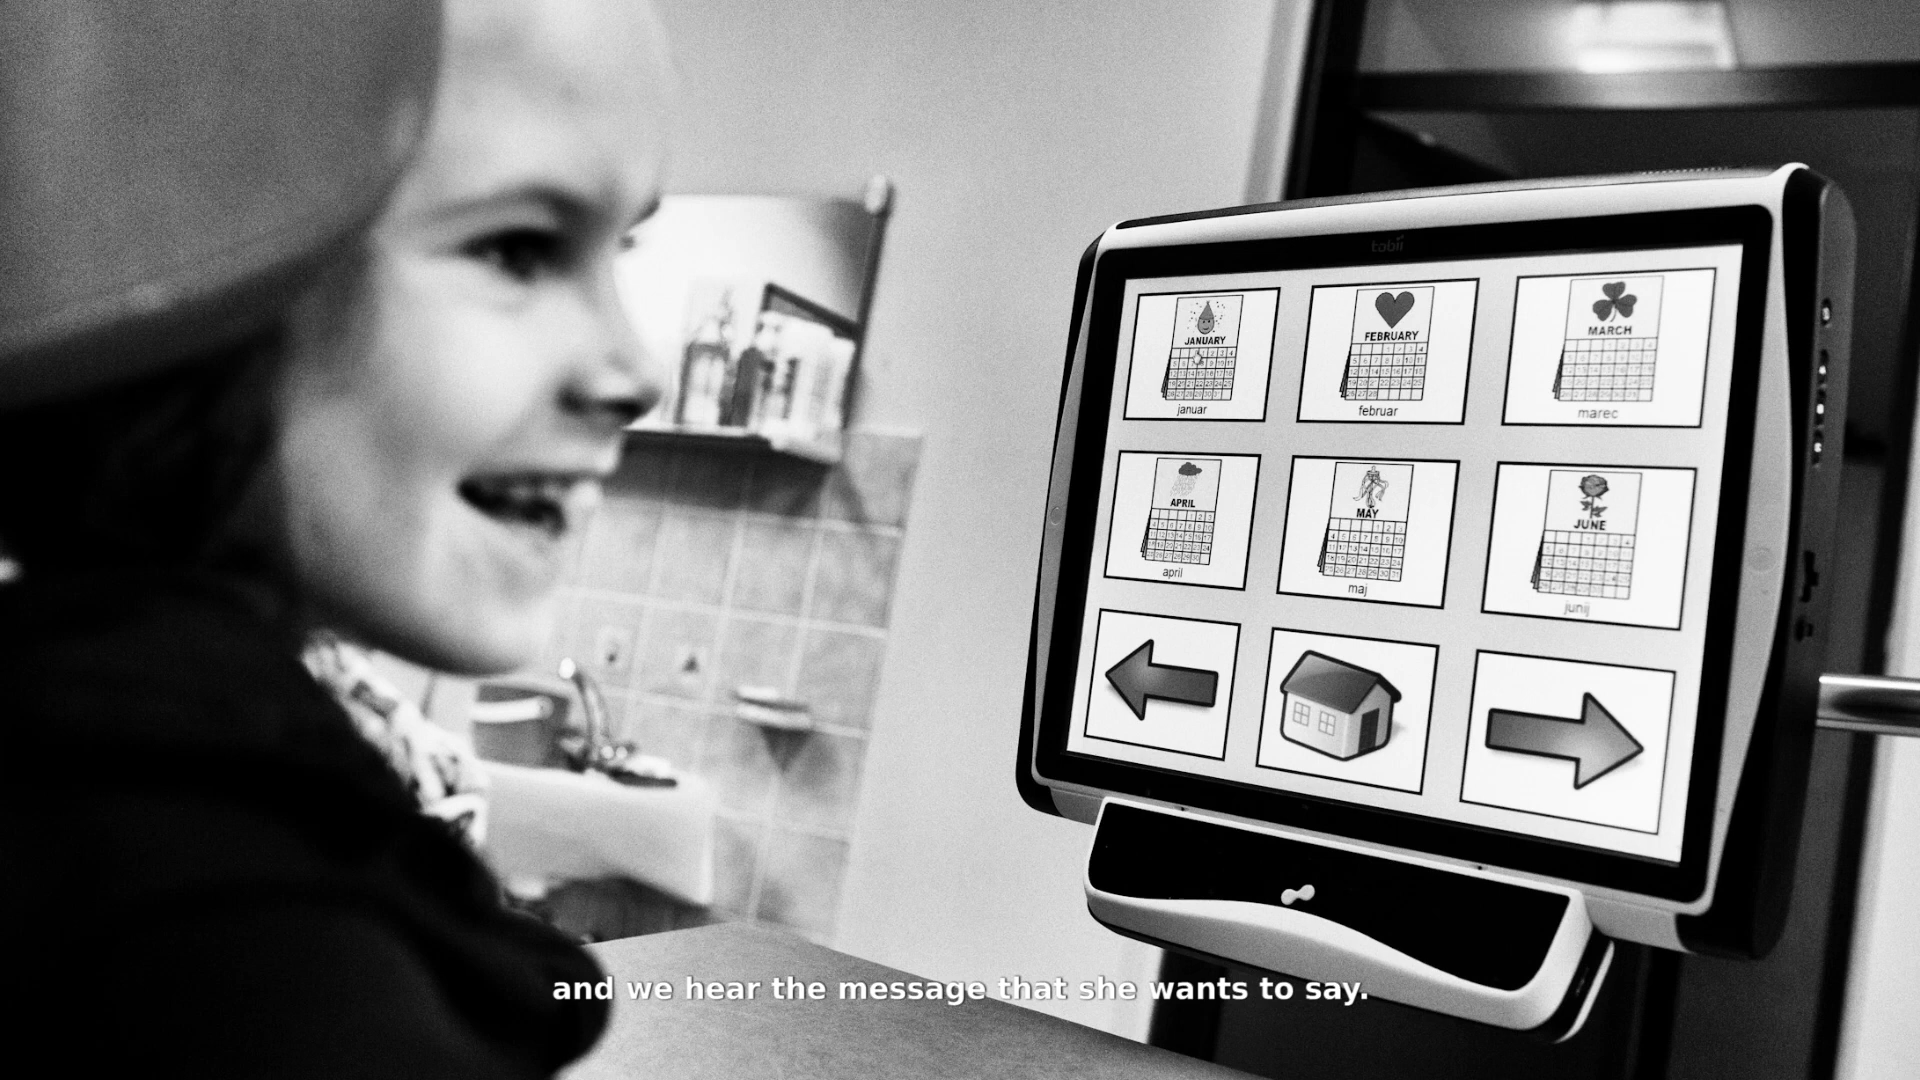 tobii
JANUARY
januar
FEBRUARY
februar
MARCH
marec
APRIL
april
MAY
maj
JUNE
junij
and we hear the message that she wants to say.